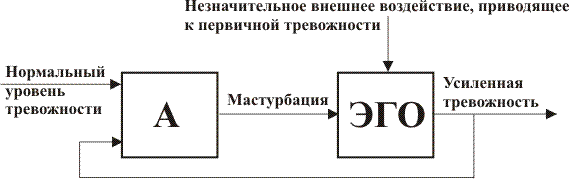 Незначительное внешнее воздействие, приводящее
к первичной тревожности
Нормальный
уровень
тревожности
А
Мастурбация
ЭГО
Усиленная
тревожность